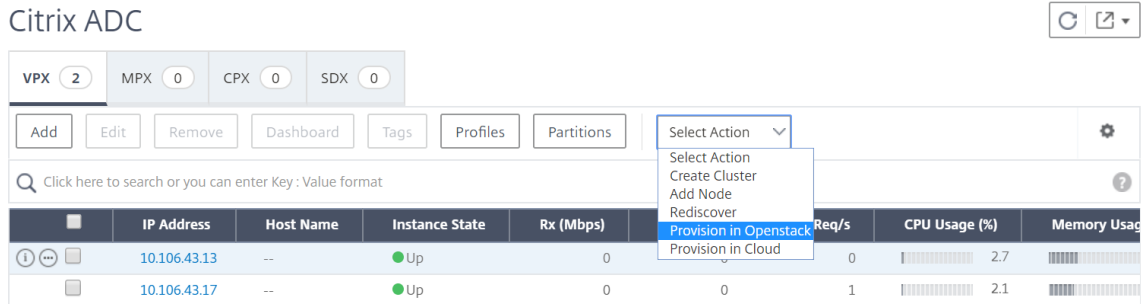 Citrix ADC
VPX 2 MPX 0 CPX 0 SDX 0
Add Edit Remove Dashboard Tags Profiles Partitions Select Action
Select Action
Create Cluster
Add Node
Rediscover
Provision in Openstack
Provision in Cloud
Click here to search or you can enter Key : Value format ?
IP Address Host Name Instance State Rx (Mbps) Req/s CPU Usage (%) Memory Usag
10.106.43.13 -- Up 0 0 0 2.7
10.106.43.17 -- Up 0 0 1 2.1